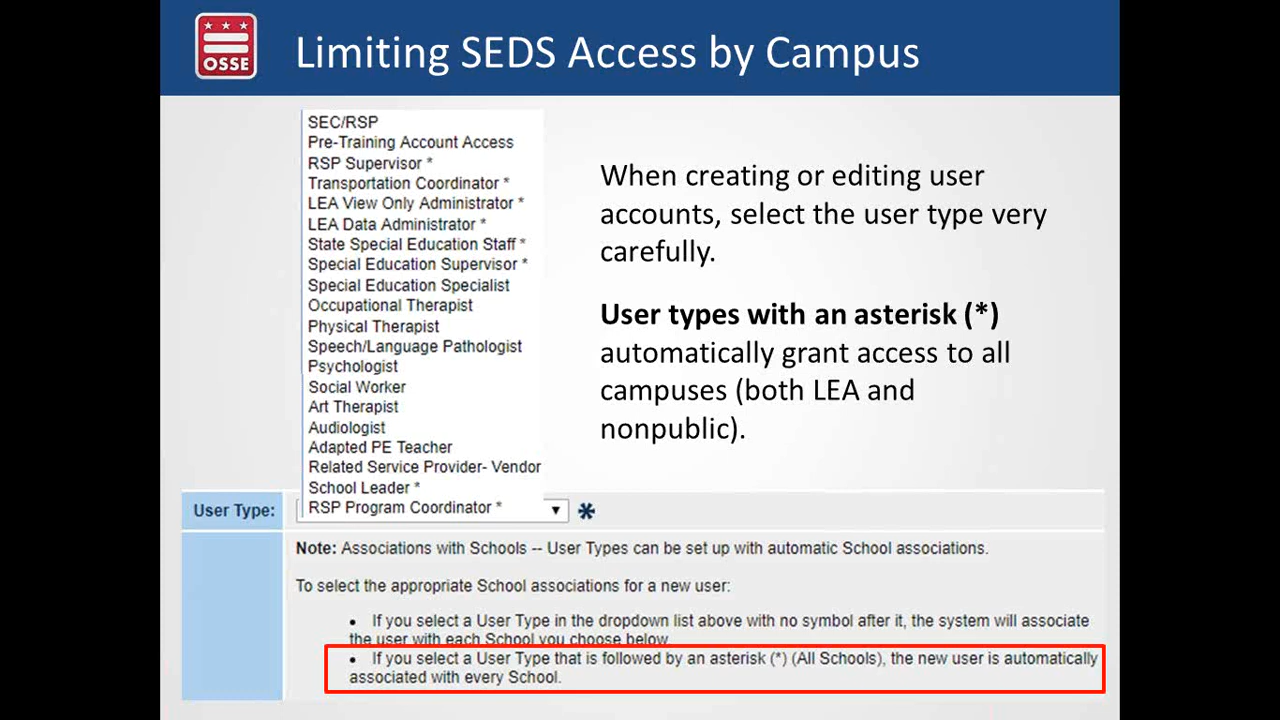 OSSE
Limiting SEDS Access by Campus
SEC/RSP
Pre-Training Account Access
RSP Supervisor *
Transportation Coordinator *
LEA View Only Administrator *
LEA Data Administrator *
State Special Education Staff *
Special Education Supervisor *
Special Education Specialist
Occupational Therapist
Physical Therapist
Speech/Language Pathologist
Psychologist
Social Worker
Art Therapist
Audiologist
Adapted PE Teacher
Related Service Provider- Vendor
School Leader *
RSP Program Coordinator *
When creating or editing user
accounts, select the user type very
carefully.
User types with an asterisk (*)
automatically grant access to all
campuses (both LEA and
nonpublic).
User Type:
Note: Associations with Schools -- User Types can be set up with automatic School associations.
To select the appropriate School associations for a new user:
• If you select a User Type in the dropdown list above with no symbol after it, the system will associate
the user with each School you choose below
• If you select a User Type that is followed by an asterisk (*) (All Schools), the new user is automatically
associated with every School.